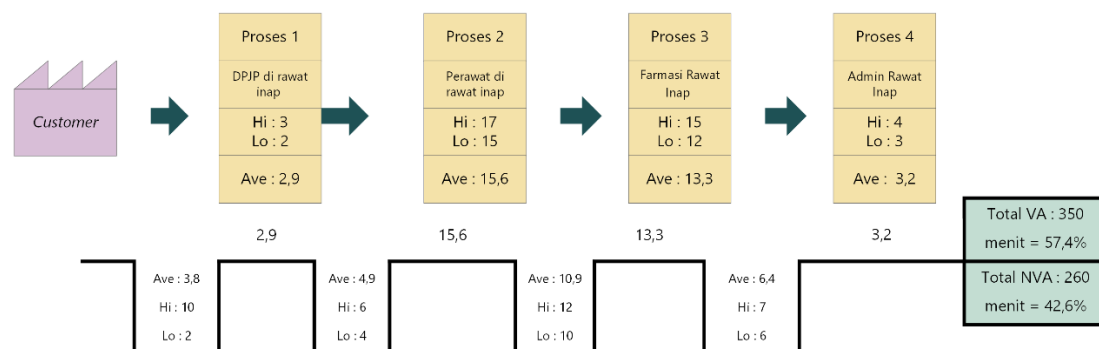 Customer
Proses 1
DPJP di rawat
inap
Hi : 3
Lo : 2
Ave : 2,9
Proses 2
Perawat di
rawat inap
Hi : 17
Lo : 15
Ave : 15,6
Proses 3
Farmasi Rawat
Inap
Hi : 15
Lo : 12
Ave : 13,3
Proses 4
Admin Rawat
Inap
Hi : 4
Lo : 3
Ave : 3,2
2,9
15,6
13,3
3,2
Ave : 3,8
Hi : 10
Lo : 2
Ave : 4,9
Hi : 6
Lo : 4
Ave : 10,9
Hi : 12
Lo : 10
Ave : 6,4
Hi : 7
Lo : 6
Total VA : 350
menit = 57,4%
Total NVA : 260
menit = 42,6%